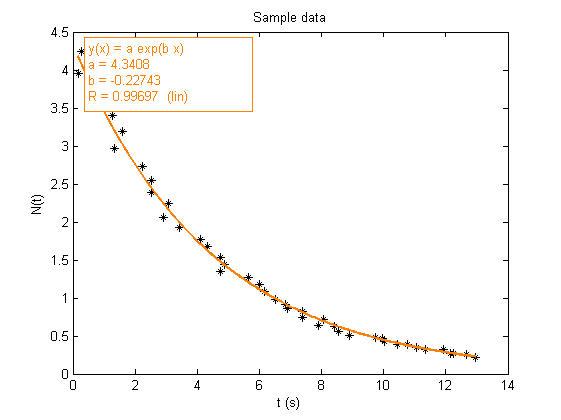 Sample data
y(x) = a exp(b x)
a = 4.3408
b = -0.22743
R = 0.99697 (lin)
4.5
4
3.5
3
2.5
2
1.5
1
0.5
0
N(t)
0 2 4 6 8 10 12 14
t (s)